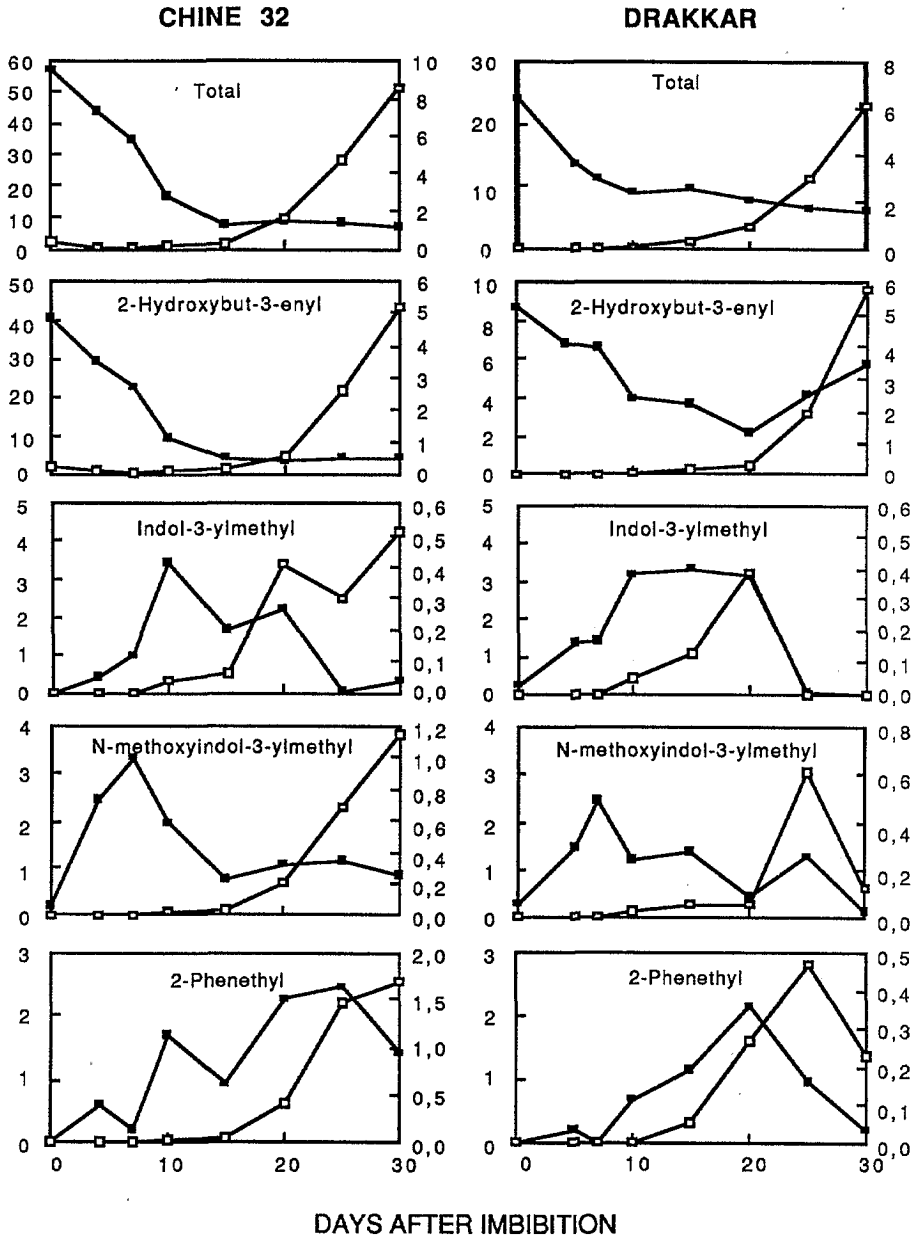 CHINE 32 DRAKKAR
60 50 40 30 20 10 0
Total
10 8 6 4 2 0
30 20 10 0
Total
8 6 4 2 0
50 40 30 20 10 0
2-Hydroxybut-3-enyl
6 5 4 3 2 1 0
10 8 6 4 2 0
2-Hydroxybut-3-enyl
6 5 4 3 2 1 0
5 4 3 2 1 0
Indol-3-ylmethyl
0,6 0,5 0,4 0,3 0,2 0,1 0,0
5 4 3 2 1 0
Indol-3-ylmethyl
0,6 0,5 0,4 0,3 0,2 0,1 0,0
4 3 2 1 0
N-methoxyindol-3-ylmethyl
1,2 1,0 0,8 0,6 0,4 0,2 0,0
4 3 2 1 0
N-methoxyindol-3-ylmethyl
0,8 0,6 0,4 0,2 0,0
3 2 1 0
2-Phenethyl
2,0 1,5 1,0 0,5 0,0
3 2 1 0
2-Phenethyl
0,5 0,4 0,3 0,2 0,1 0,0
0 10 20 30 0 10 20 30
DAYS AFTER IMBIBITION